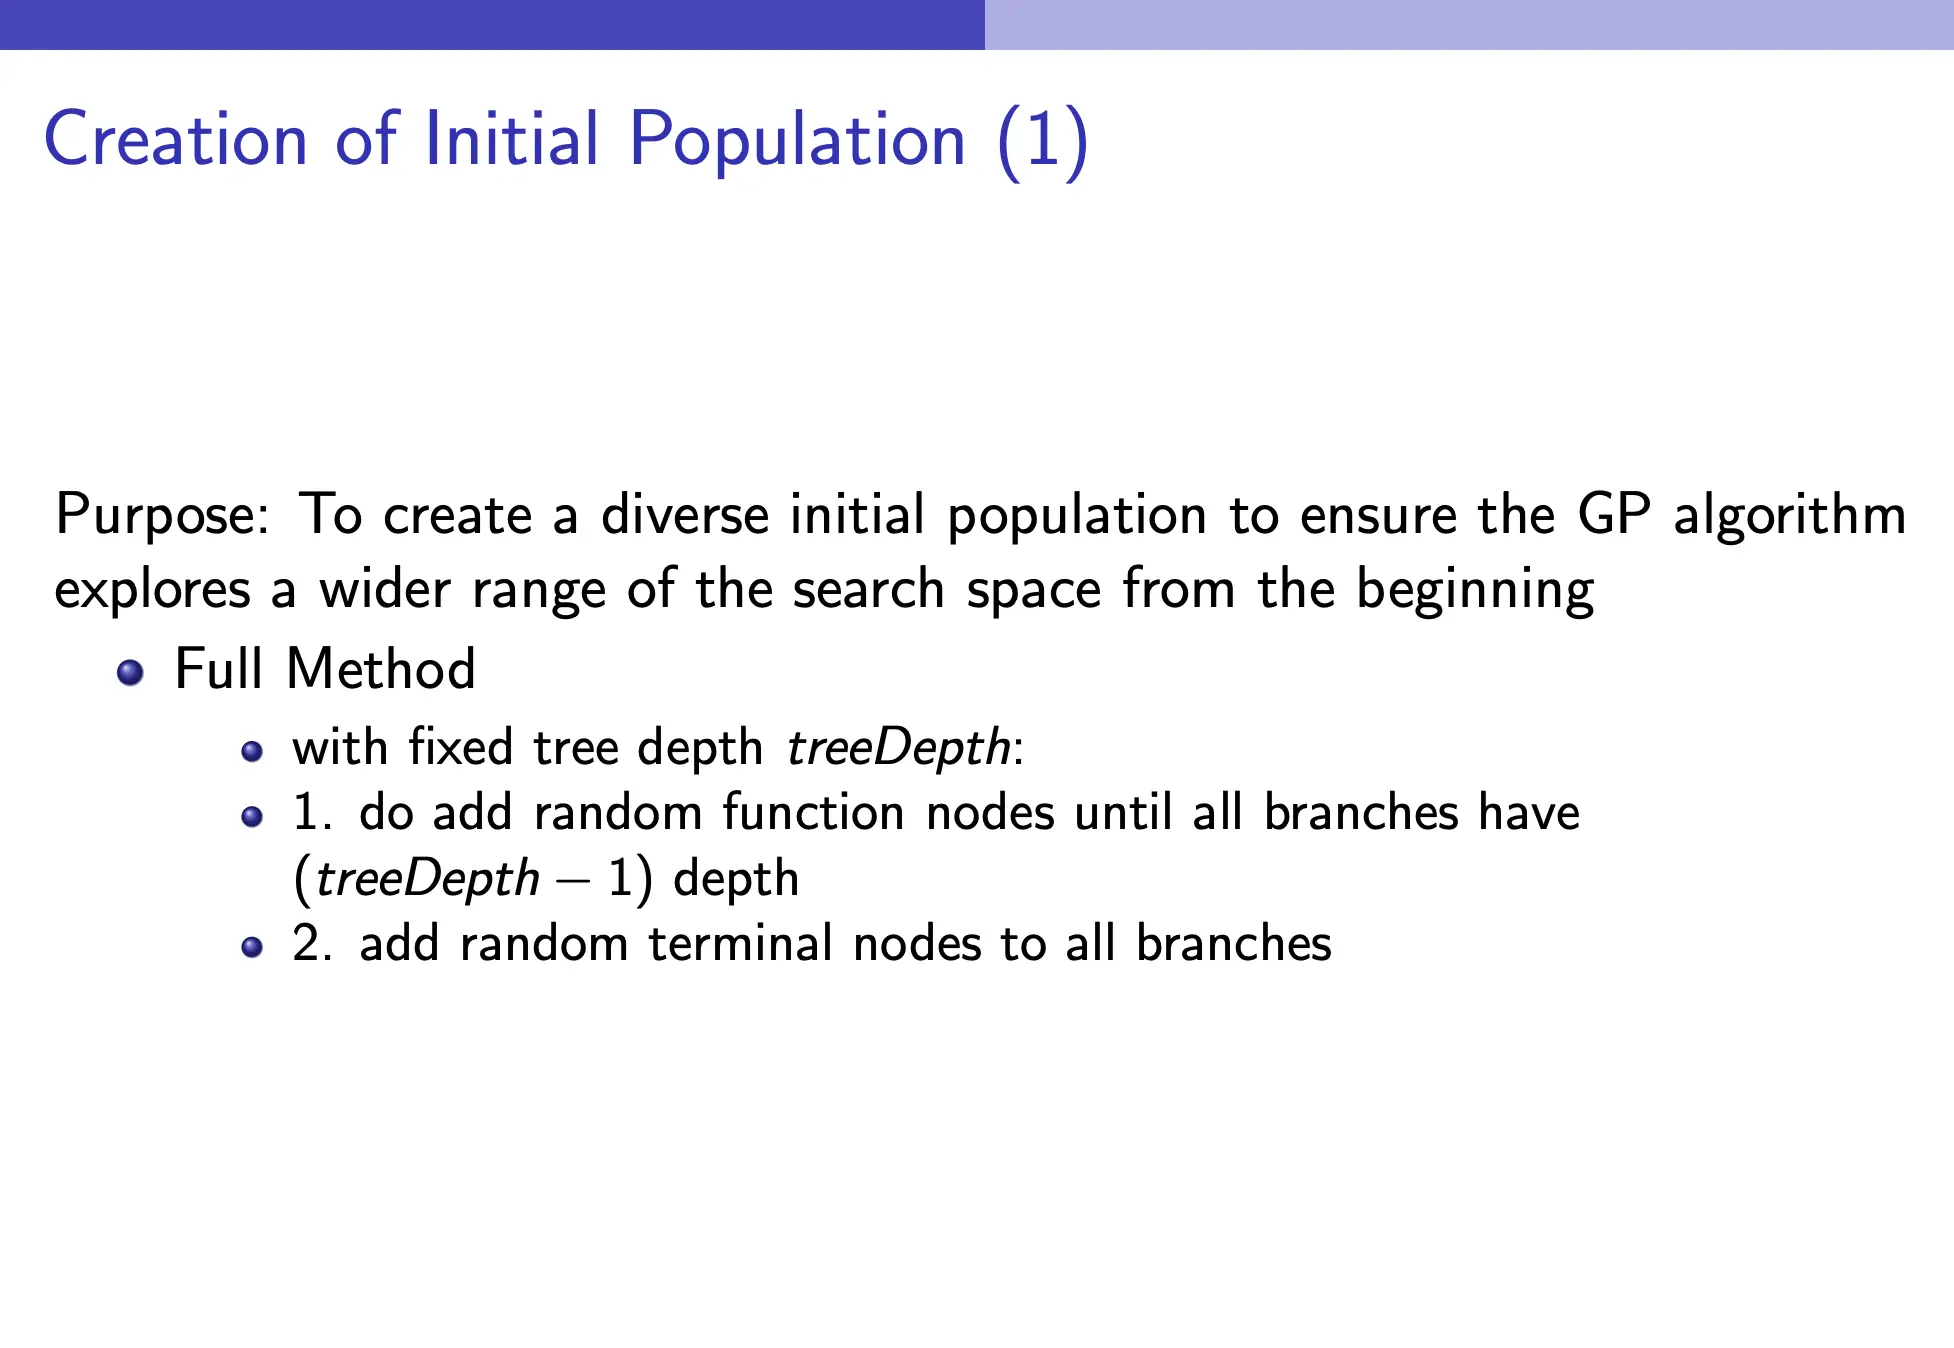 Creation of Initial Population (1)
Purpose: To create a diverse initial population to ensure the GP algorithm
explores a wider range of the search space from the beginning
Full Method
with fixed tree depth treeDepth:
1. do add random function nodes until all branches have
(treeDepth − 1) depth
2. add random terminal nodes to all branches